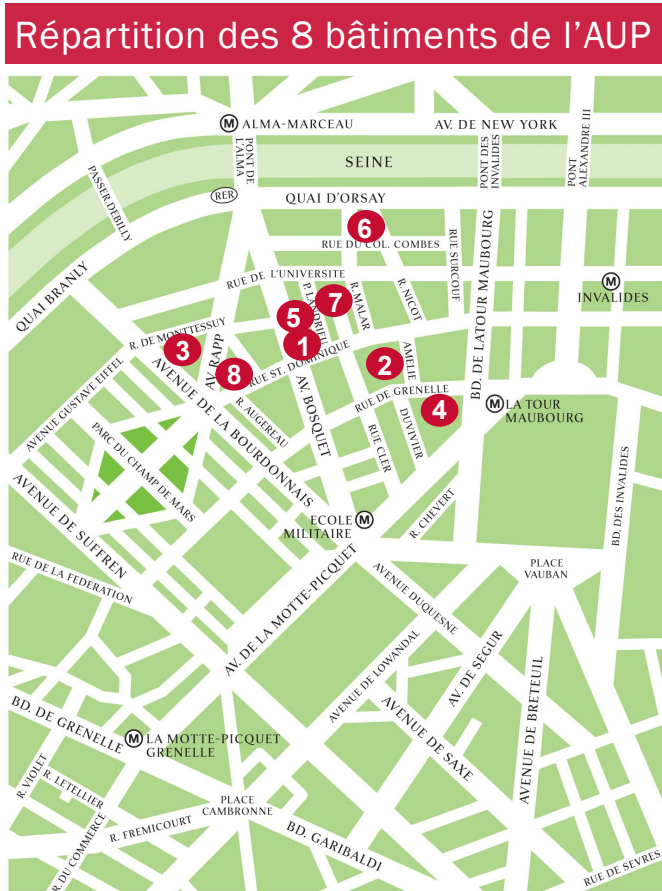 Répartition des 8 bâtiments de l'AUP
M ALMA-MARCEAU
AV. DE NEW YORK
PONT DE
L'ALMA
PONT DES
INVALIDES
PONT
ALEXANDRE III
SEINE
PASSER.DEBILLY
RER
QUAI D'ORSAY
6
RUE DU COL. COMBES
RUE SURCOUF
BD. DE LATOUR MAUBOURG
QUAI BRANLY
RUE DE L'UNIVERSITE
P. LANDRIEU
R. MALAR
R. NICOT
M
INVALIDES
7
5
1
R. DE MONTTESSUY
3
AV. RAPP
8
RUE ST. DOMINIQUE
2
AMELIE
AVENUE GUSTAVE EIFFEL
AVENUE DE LA BOURDONNAIS
R. AUGEREAU
AV. BOSQUET
RUE DE GRENELLE
4
M LA TOUR
MAUBOURG
DUVIVIER
RUE CLER
PARC DU CHAMP DE MARS
AVENUE DE SUFFREN
ECOLE
MILITAIRE
M
R. CHEVERT
BD. DES INVALIDES
RUE DE LA FEDERATION
PLACE
VAUBAN
AV. DE LA MOTTE-PICQUET
AVENUE DUQUESNE
AVENUE DE LOWANDAL
AV. DE SEGUR
AVENUE DE BRETEUIL
AVENUE DE SAXE
BD. DE GRENELLE
M LA MOTTE-PICQUET
GRENELLE
R. VIOLET
R. LETELLIER
R. DU COMMERCE
R. FREMICOURT
PLACE
CAMBRONNE
BD. GARIBALDI
RUE DE SEVRES